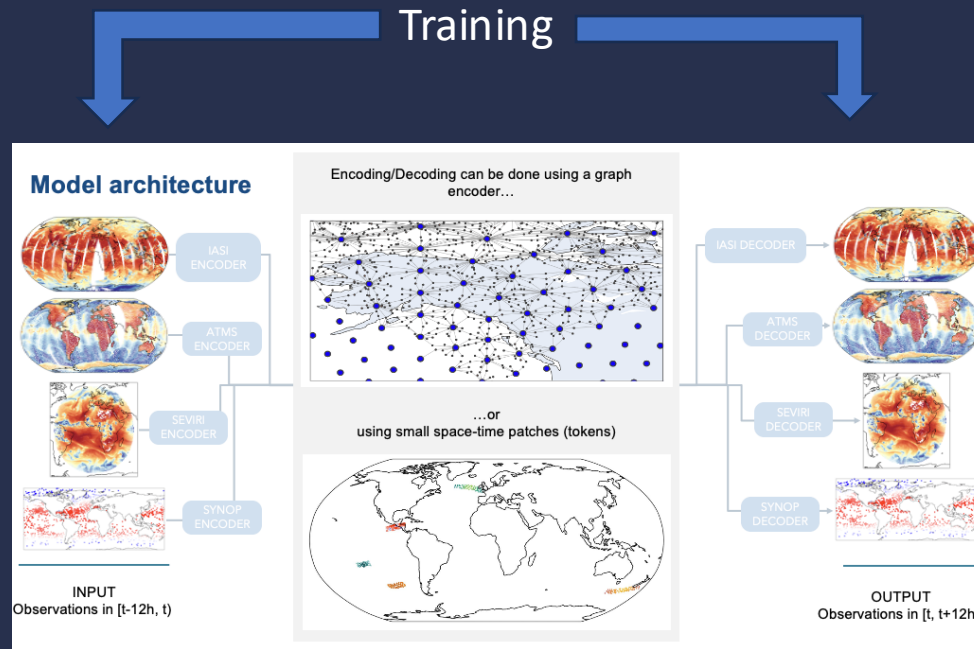 Training
Model architecture
Encoding/Decoding can be done using a graph
encoder...
IASI
ENCODER
ATMS
ENCODER
SEVIRI
ENCODER
SYNOP
ENCODER
...or
using small space-time patches (tokens)
IASI DECODER
ATMS
DECODER
SEVIRI
DECODER
SYNOP
DECODER
INPUT
Observations in [t-12h, t)
OUTPUT
Observations in [t, t+12h